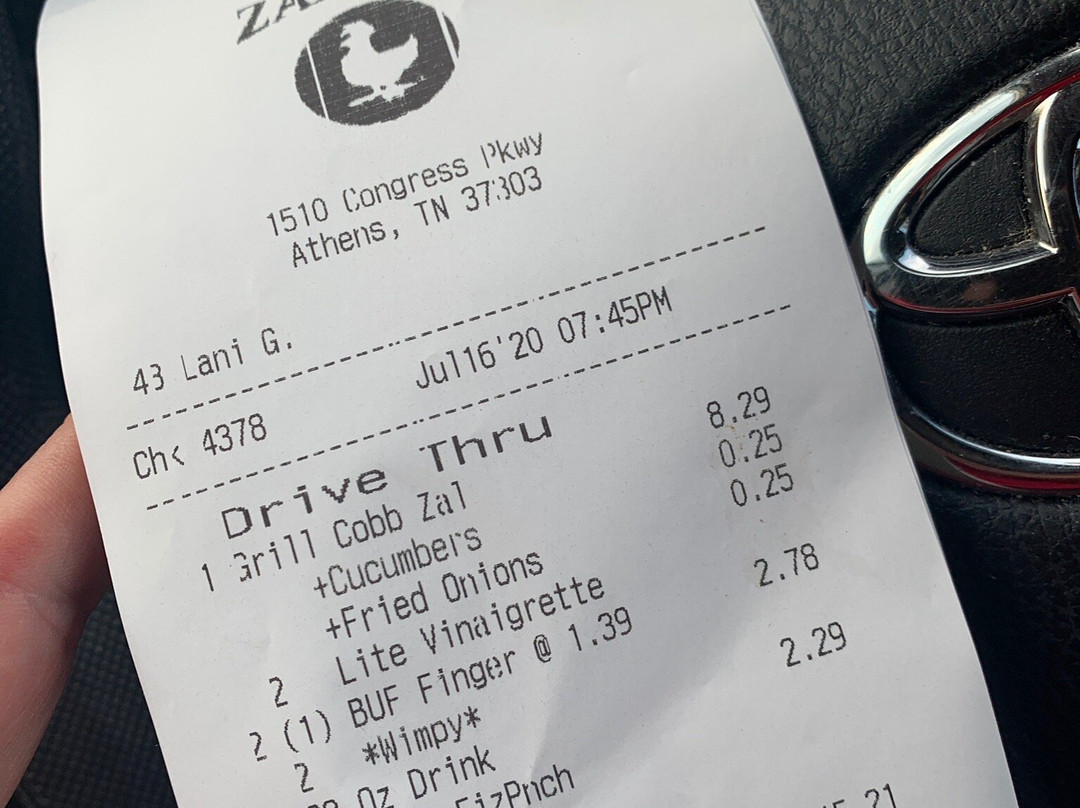 1510 Congress Pkwy
Athens, TN 37303
43 Lani G.
Chk 4378 Jul16'20 07:45PM
Drive Thru
1 Grill Cobb Zal 8.29
+Cucumbers 0.25
+Fried Onions 0.25
2 Lite Vinaigrette
2 (1) BUF Finger @ 1.39 2.78
2 *Wimpy*
Oz Drink 2.29